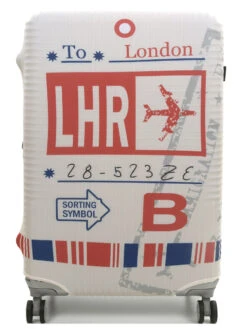 To London
LHR
28-523ZE
SORTING
SYMBOL
B